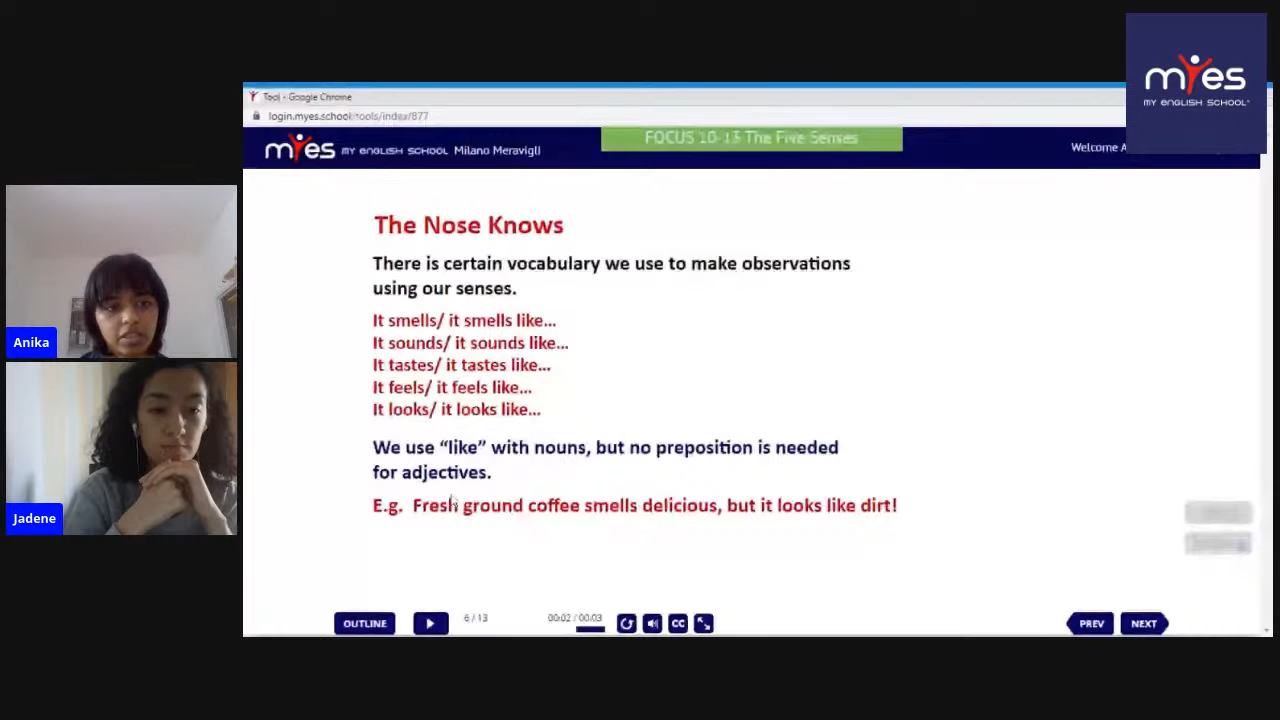 myes
MY ENGLISH SCHOOL
Tool - Google Chrome
login.myes.school/tools/index/877
myes MY ENGLISH SCHOOL Milano Meravigli
FOCUS 10-13 The Five Senses
Welcome A
The Nose Knows
There is certain vocabulary we use to make observations
using our senses.
It smells/ it smells like...
It sounds/ it sounds like...
It tastes/ it tastes like...
It feels/ it feels like...
It looks/ it looks like...
We use “like” with nouns, but no preposition is needed
for adjectives.
E.g. Fresh ground coffee smells delicious, but it looks like dirt!
Anika
Jadene
OUTLINE
6 / 13
00:02 / 00:03
CC
PREV
NEXT